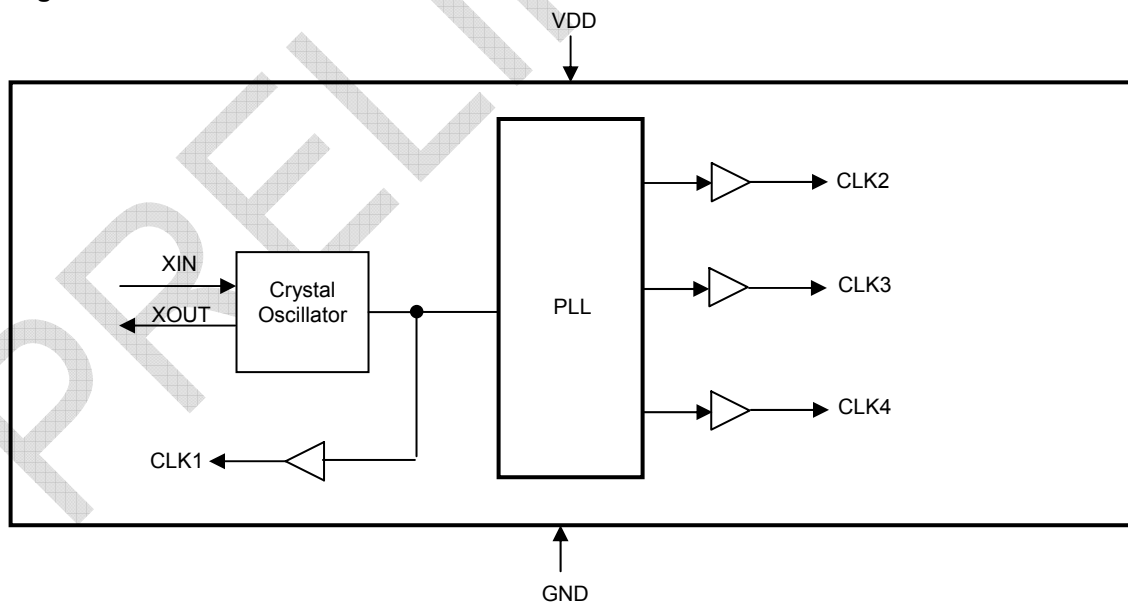 VDD
XIN
XOUT
Crystal
Oscillator
PLL
CLK2
CLK3
CLK4
CLK1
GND